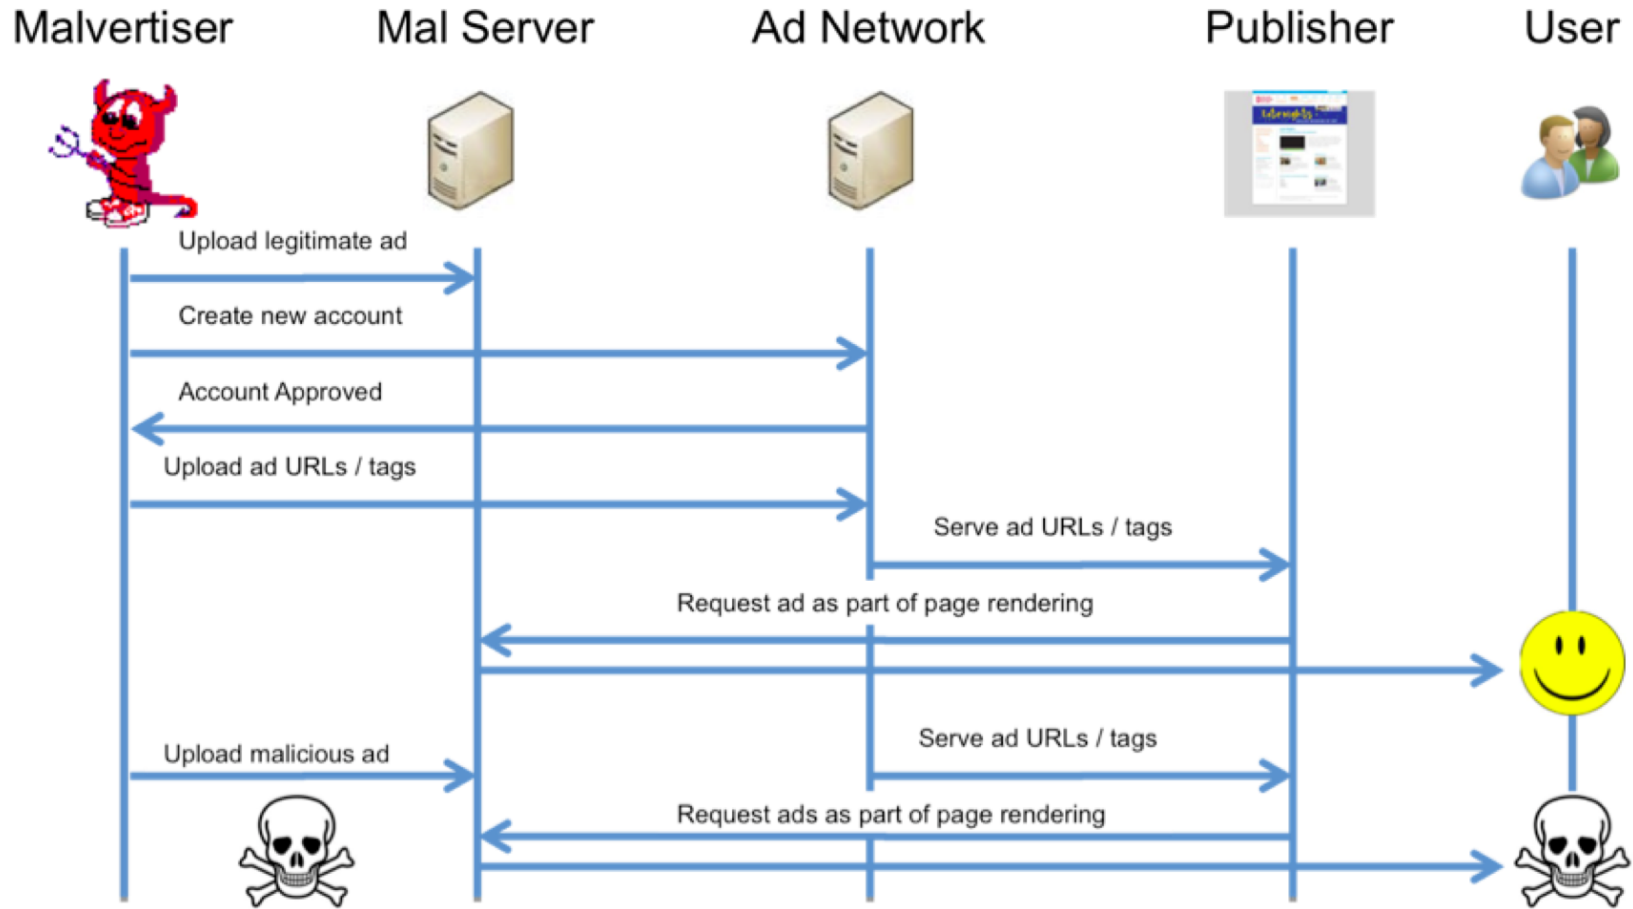 Malvertiser
Mal Server
Ad Network
Publisher
User
Upload legitimate ad
Create new account
Account Approved
Upload ad URLs / tags
Serve ad URLs / tags
Request ad as part of page rendering
Serve ad URLs / tags
Upload malicious ad
Request ads as part of page rendering